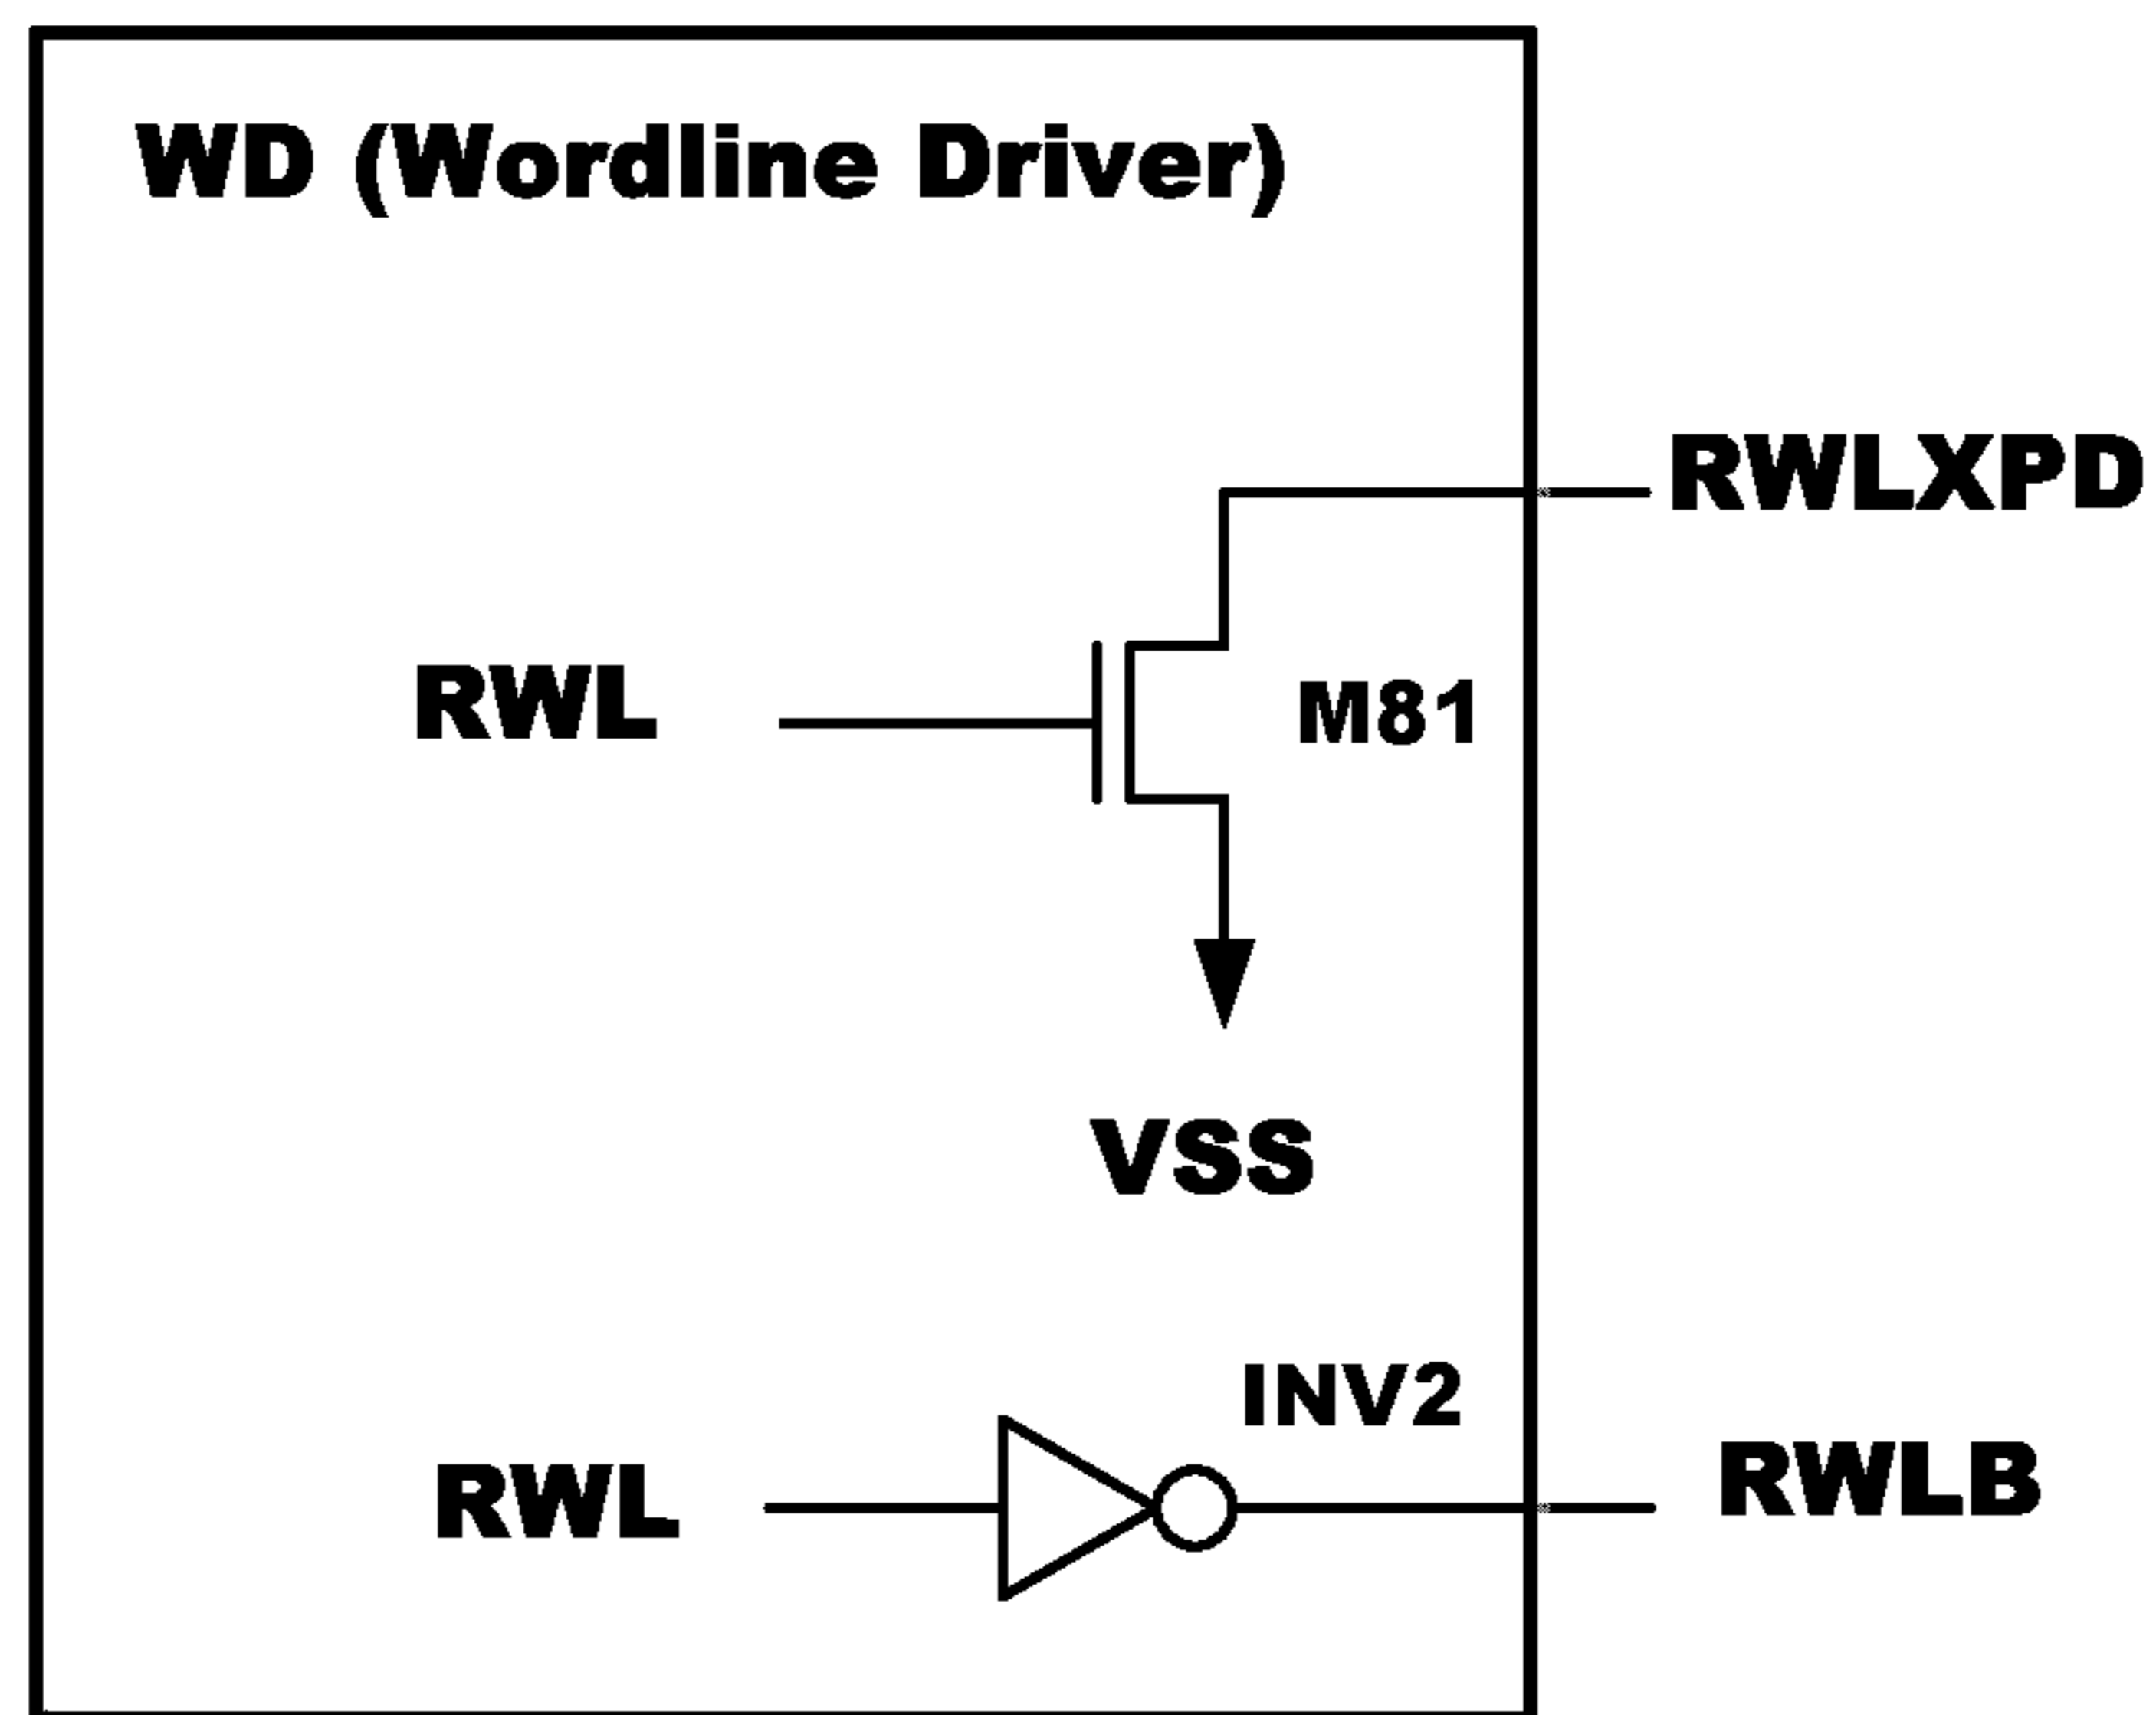 WD (Wordline Driver)
RWLXPD
RWL
M81
VSS
INV2
RWL
RWLB